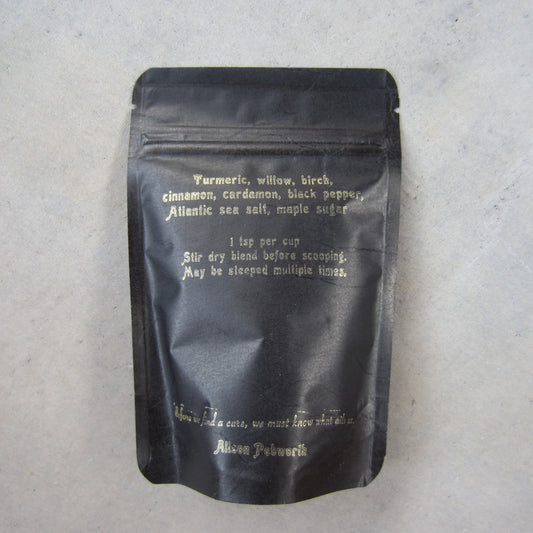 Turmeric, willow, birch,
cinnamon, cardamon, black pepper,
Atlantic sea salt, maple sugar
1 tsp per cup
Stir dry blend before scooping.
May be steeped multiple times.
Before we find a cure, we must know what ails us.
Alison Pebworth